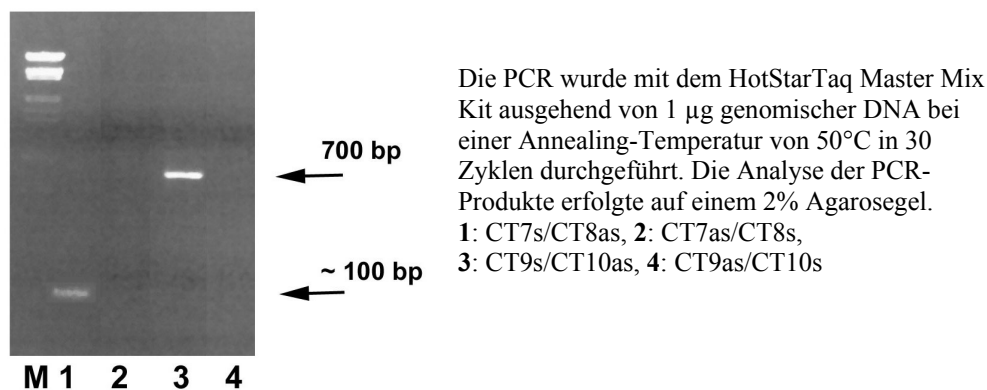 700 bp
~ 100 bp
M 1 2 3 4
Die PCR wurde mit dem HotStarTaq Master Mix
Kit ausgehend von 1 µg genomischer DNA bei
einer Annealing-Temperatur von 50°C in 30
Zyklen durchgeführt. Die Analyse der PCR-
Produkte erfolgte auf einem 2% Agarosegel.
1: CT7s/CT8as, 2: CT7as/CT8s,
3: CT9s/CT10as, 4: CT9as/CT10s